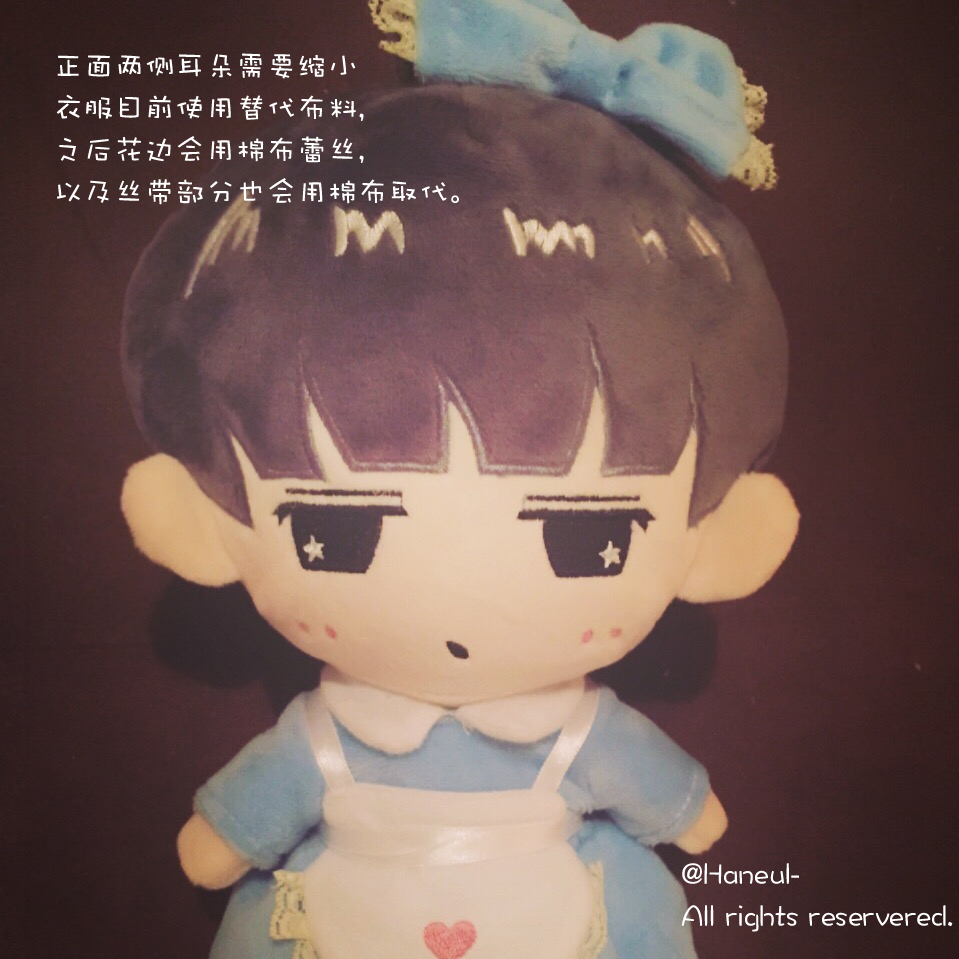 正面两侧耳朵需要缩小
衣服目前使用替代布料，
之后花边会用棉布蕾丝，
以及丝带部分也会用棉布取代。
@Haneul-
All rights reservered.